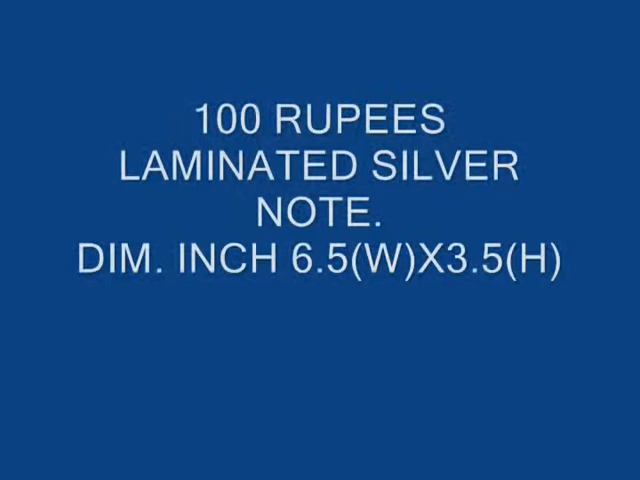 100 RUPEES
LAMINATED SILVER
NOTE.
DIM. INCH 6.5(W)X3.5(H)